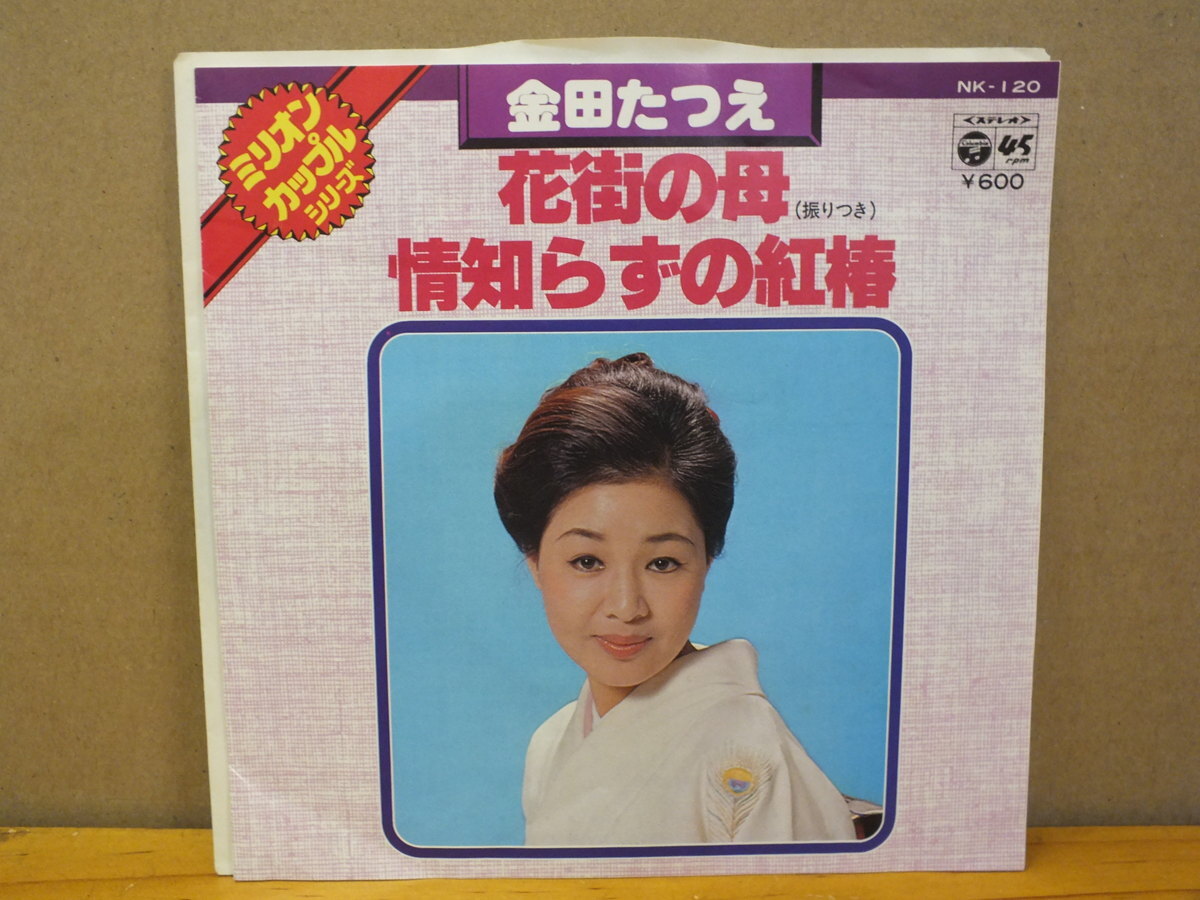 ミリオン
カップル
シリーズ
金田たつえ
NK-120
<ステレオ>
Columbia
45
rpm
¥600
花街の母(振りつき)
情知らずの紅椿